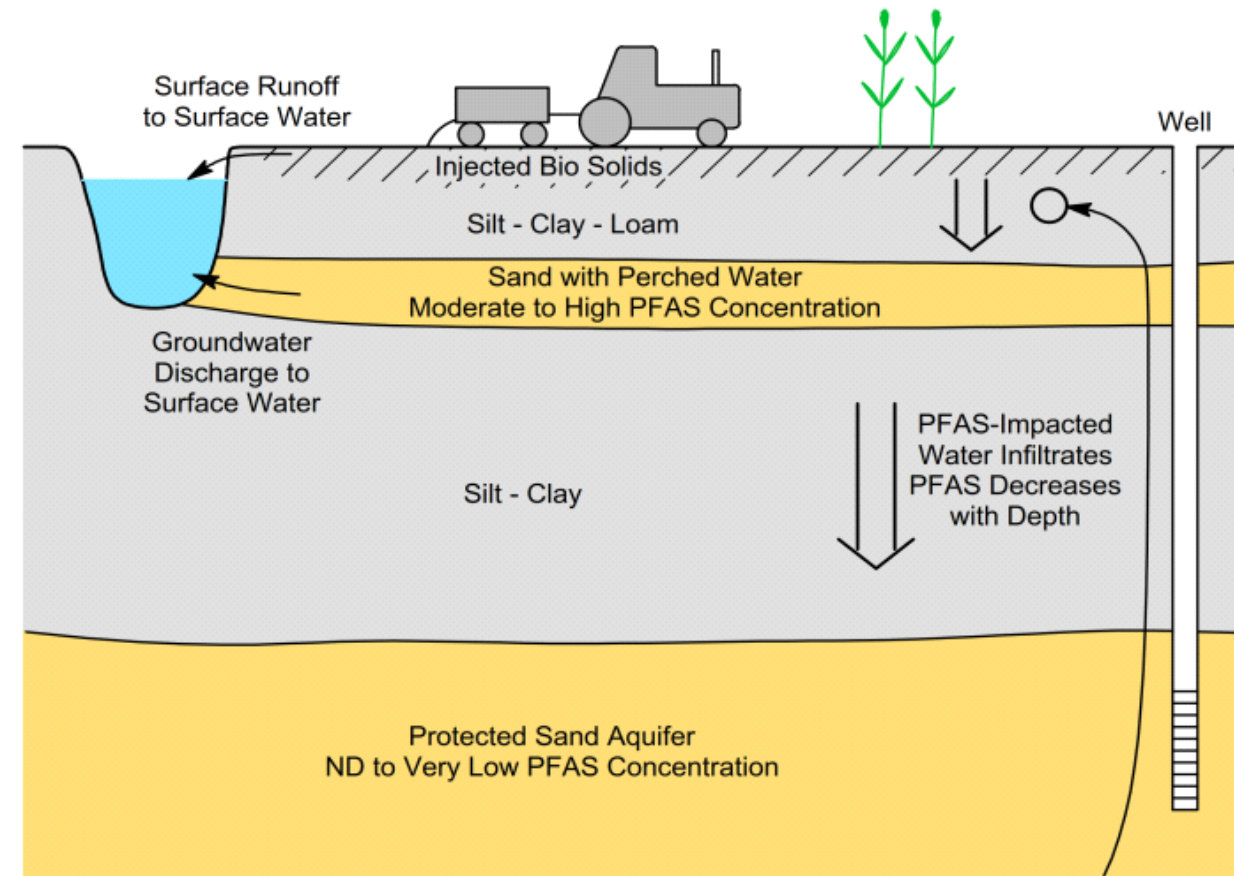 Surface Runoff
to Surface Water
Well
Injected Bio Solids
Silt - Clay - Loam
Sand with Perched Water
Moderate to High PFAS Concentration
Groundwater
Discharge to
Surface Water
PFAS-Impacted
Water Infiltrates
PFAS Decreases
with Depth
Silt - Clay
Protected Sand Aquifer
ND to Very Low PFAS Concentration